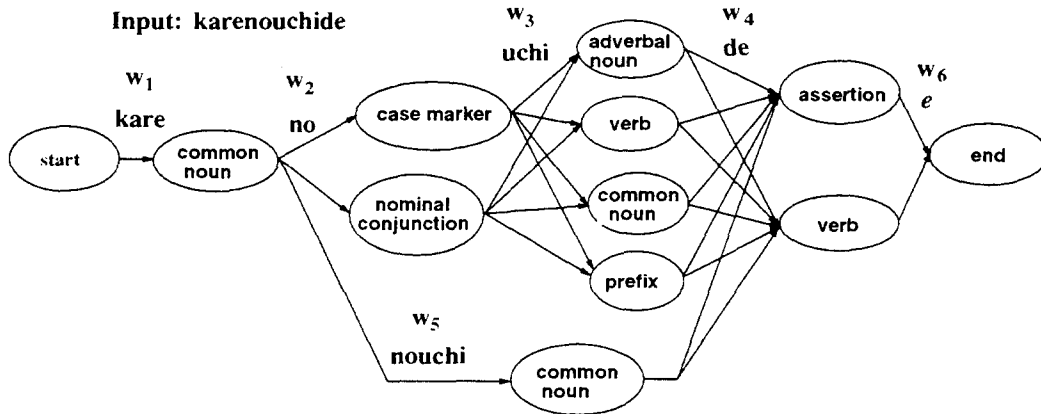 Input: karenouchide
w1
kare
w2
no
w3
uchi
w4
de
w6
e
start
common
noun
case marker
nominal
conjunction
adverbal
noun
verb
common
noun
prefix
assertion
verb
end
w5
nouchi
common
noun